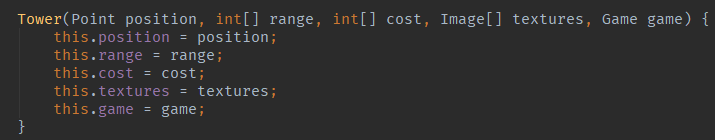 Tower(Point position, int[] range, int[] cost, Image[] textures, Game game) {
    this.position = position;
    this.range = range;
    this.cost = cost;
    this.textures = textures;
    this.game = game;
}